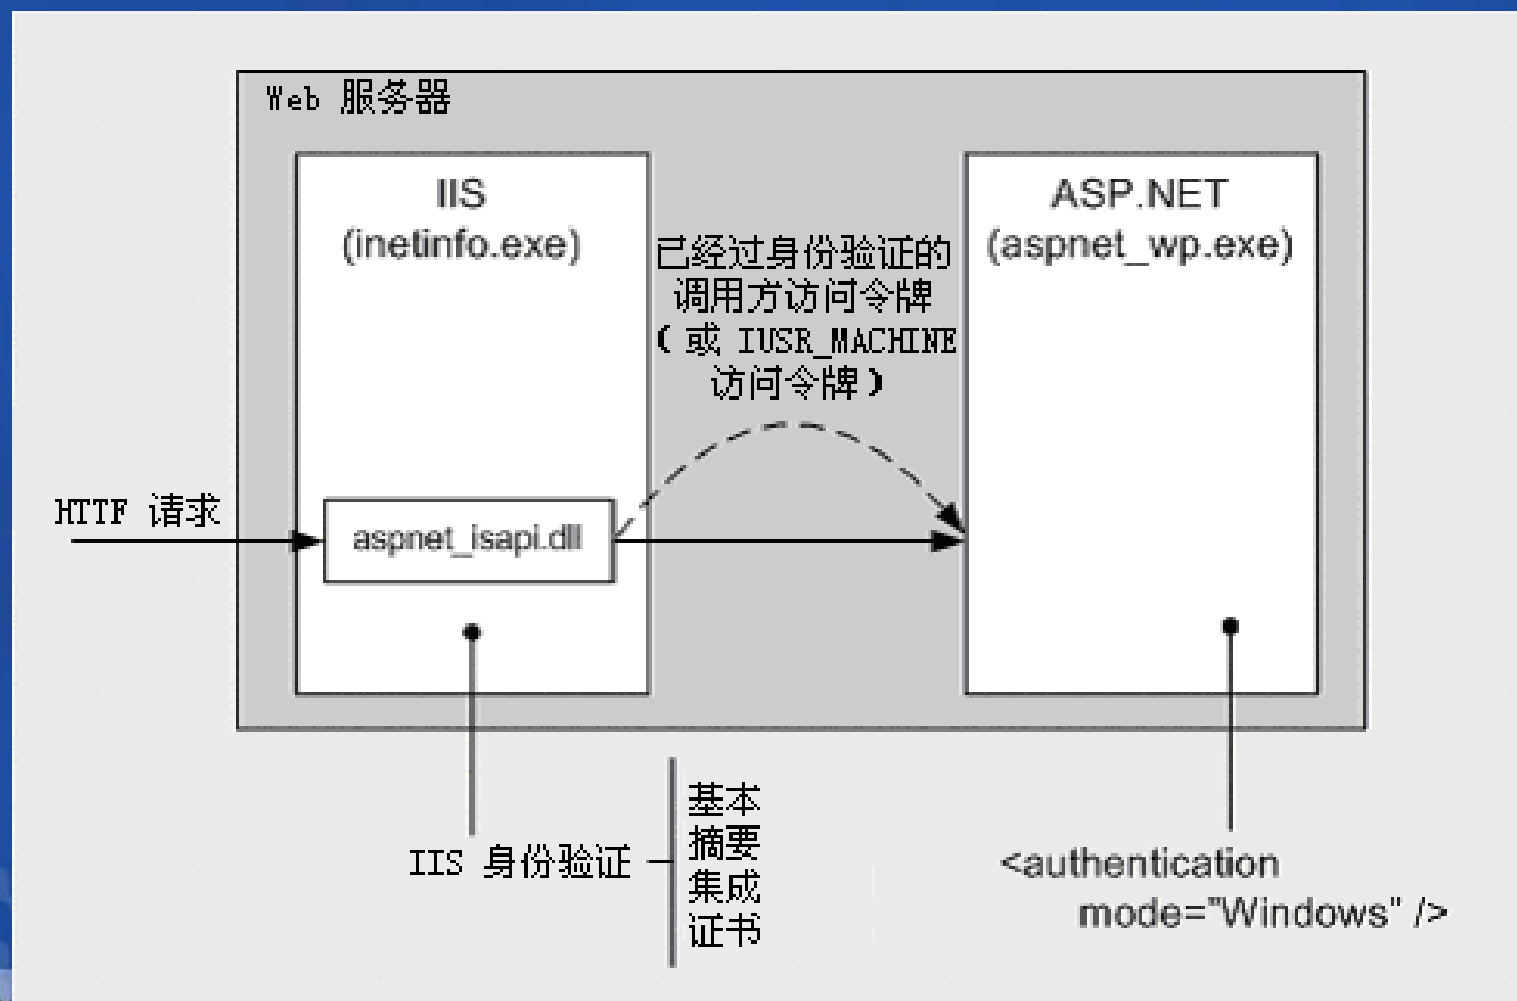 Web 服务器
IIS
(inetinfo.exe)
ASP.NET
(aspnet_wp.exe)
已经过身份验证的
调用方访问令牌
(或 IUSR_MACHINE
访问令牌)
HTTF 请求
aspnet_isapi.dll
IIS 身份验证
基本
摘要
集成
证书
<authentication
mode="Windows" />